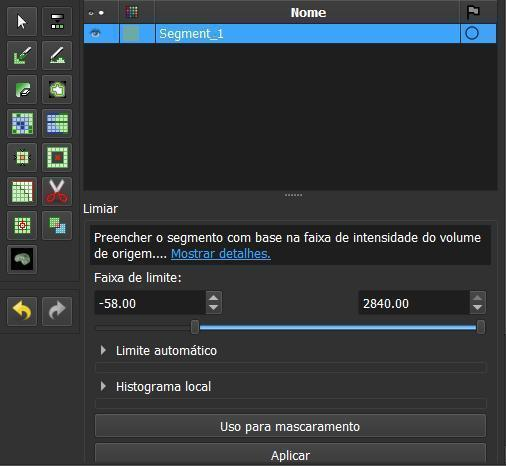 Nome
Segment_1
Limiar
Preencher o segmento com base na faixa de intensidade do volume
de origem.... Mostrar detalhes.
Faixa de limite:
-58.00 2840.00
Limite automático
Histograma local
Uso para mascaramento
Aplicar